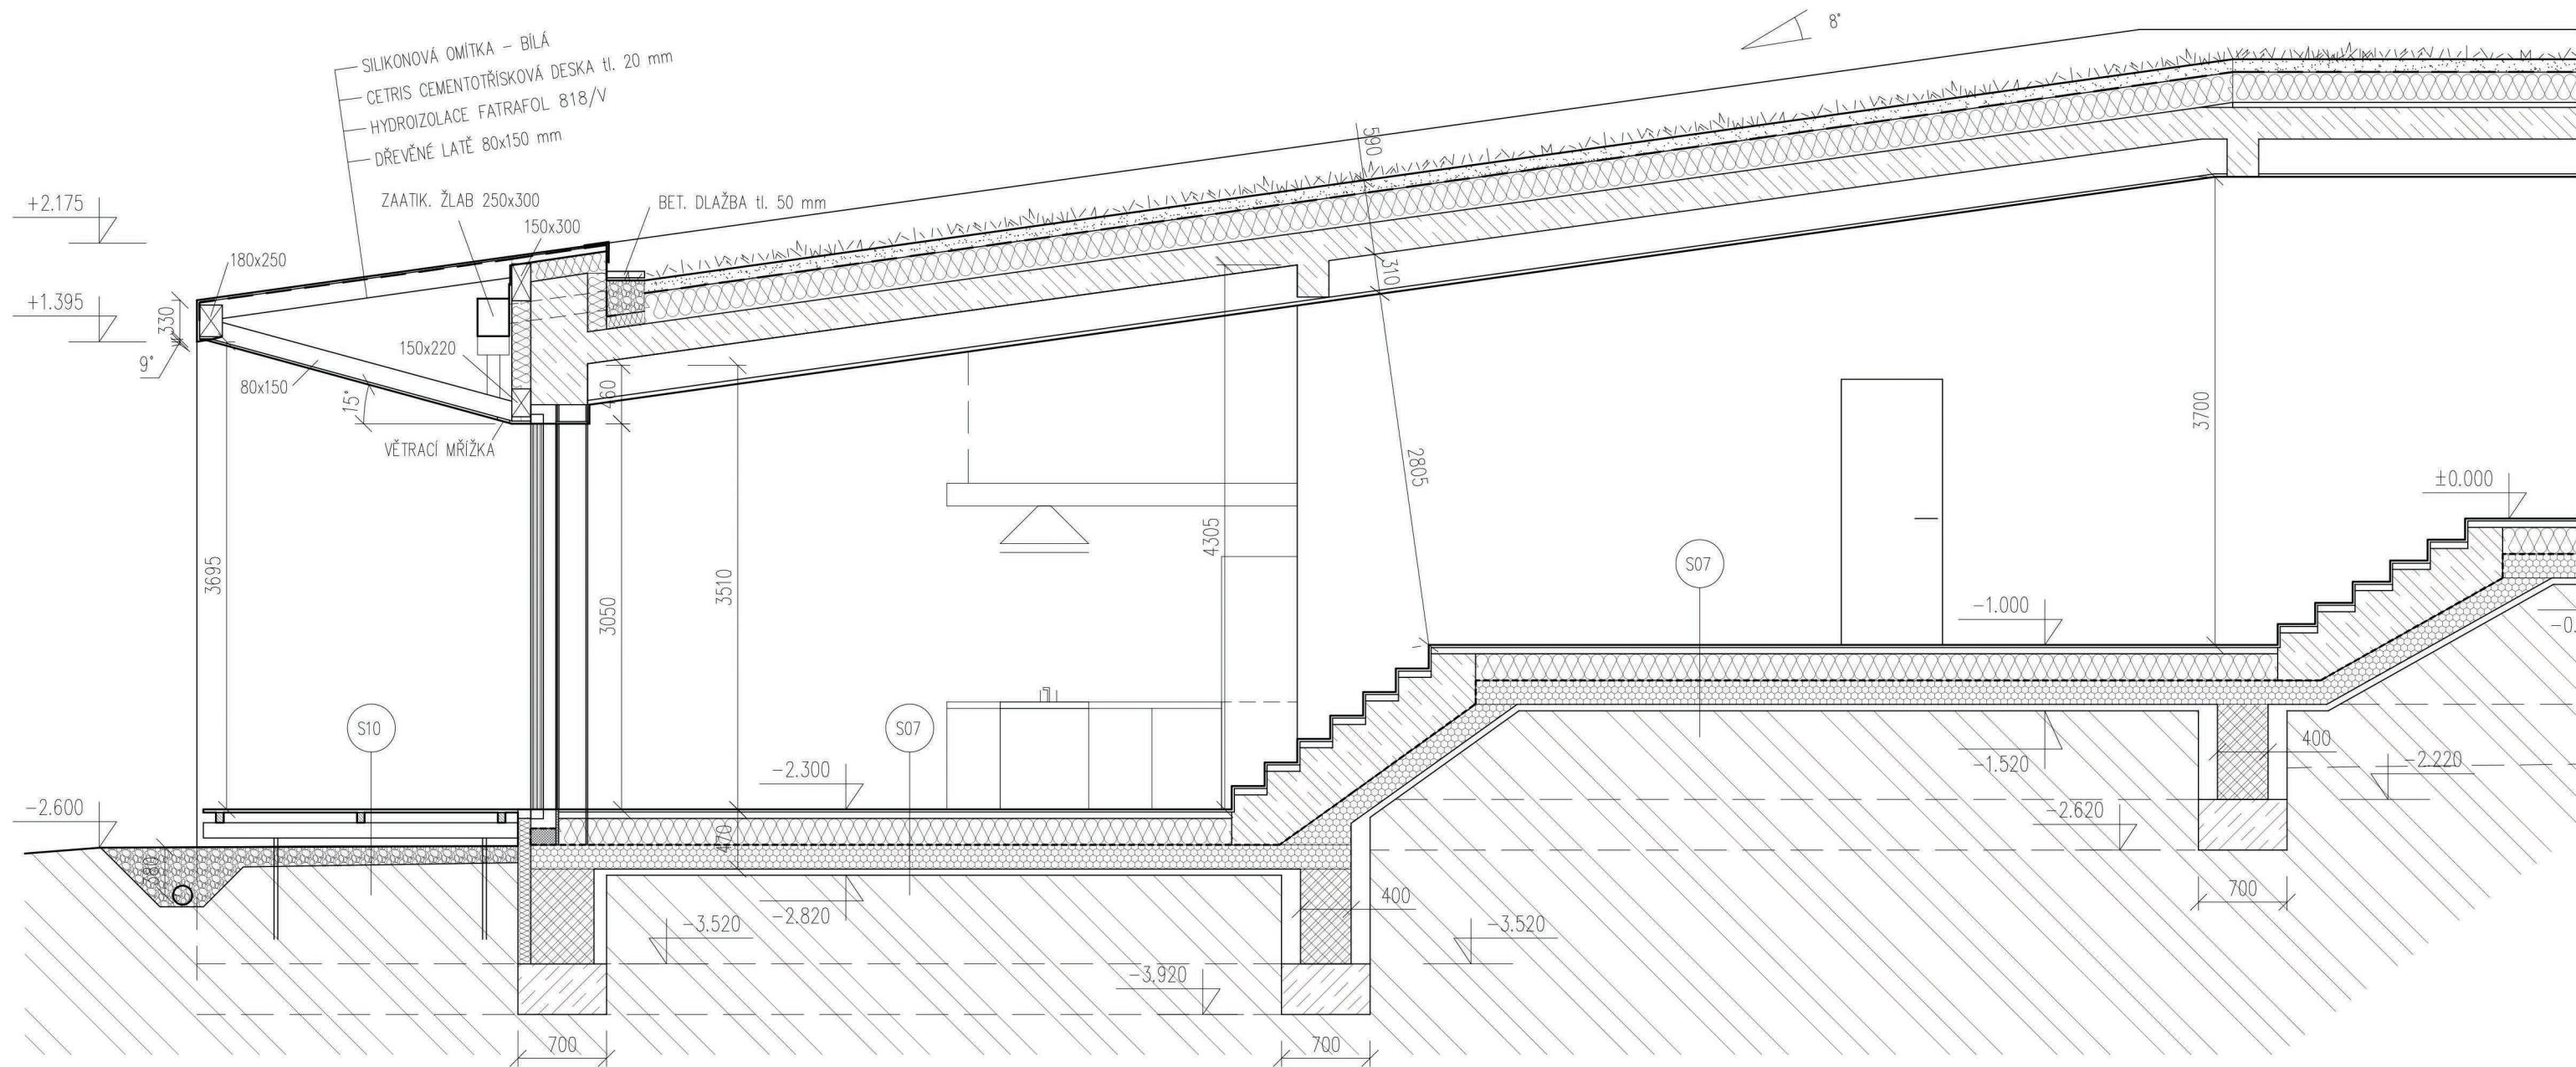 8°
SILIKONOVÁ OMÍTKA – BÍLÁ
CETRIS CEMENTOTŘÍSKOVÁ DESKA tl. 20 mm
HYDROIZOLACE FATRAFOL 818/V
DŘEVĚNÉ LATĚ 80x150 mm
ZAATIK. ŽLAB 250x300
BET. DLAŽBA tl. 50 mm
150x300
+2.175
180x250
590
310
+1.395
330
9°
150x220
80x150
15°
VĚTRACÍ MŘÍŽKA
460
3700
2805
±0.000
4305
3695
3050
3510
S07
-1.000
-0.
S10
S07
-2.300
-1.520
400
-2.220
-2.600
-2.620
470
380
-2.820
400
700
-3.520
-3.520
-3.920
700
700